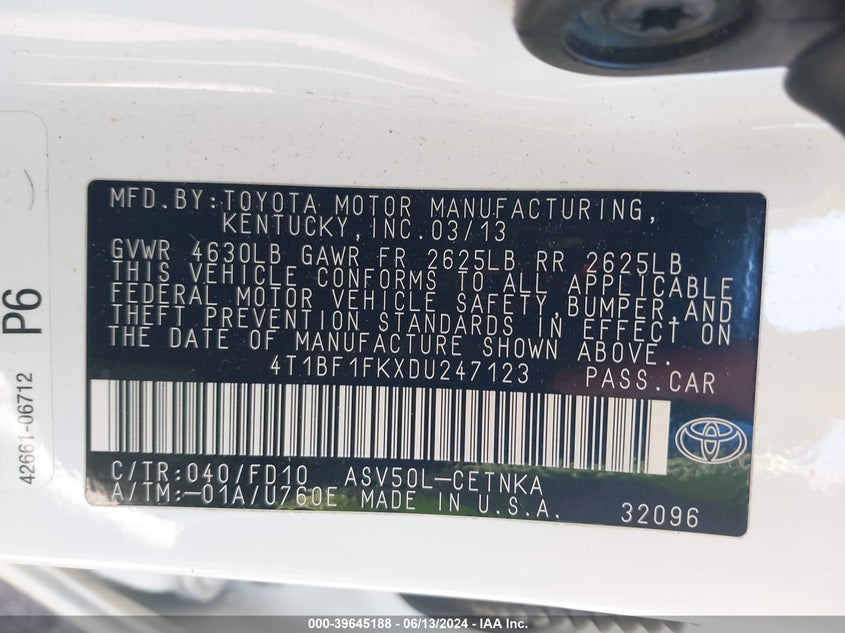 MFD.BY:TOYOTA MOTOR MANUFACTURING,
KENTUCKY,INC.03/13
GVWR 4630LB GAWR FR 2625LB RR 2625LB
THIS VEHICLE CONFORMS TO ALL APPLICABLE
FEDERAL MOTOR VEHICLE SAFETY,BUMPER,AND
THEFT PREVENTION STANDARDS IN EFFECT ON
THE DATE OF MANUFACTURE SHOWN ABOVE.
4T1BF1FKXDU247123 PASS.CAR
C/TR:040/FD10 ASV50L-CETNKA
A/TM:-01A/U760E MADE IN U.S.A.
32096
P6
42661-06712
000-39645188 - 06/13/2024 - IAA Inc.